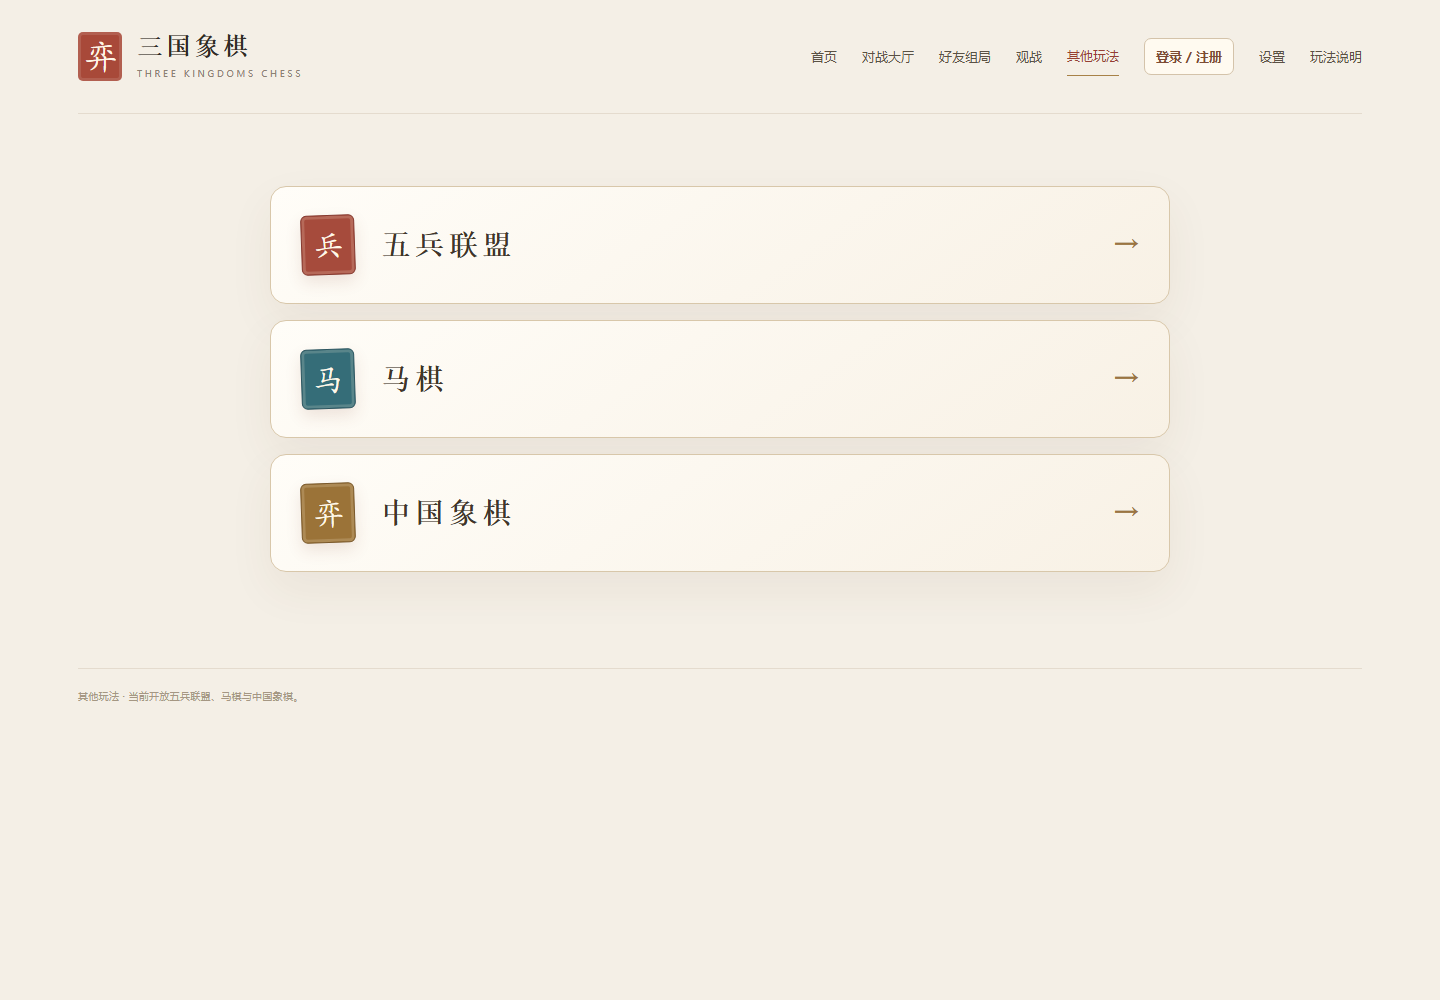 弈
三国象棋
THREE KINGDOMS CHESS
首页 对战大厅 好友组局 观战 其他玩法 登录 / 注册 设置 玩法说明
兵 五兵联盟 →
马 马棋 →
弈 中国象棋 →
其他玩法 · 当前开放五兵联盟、马棋与中国象棋。